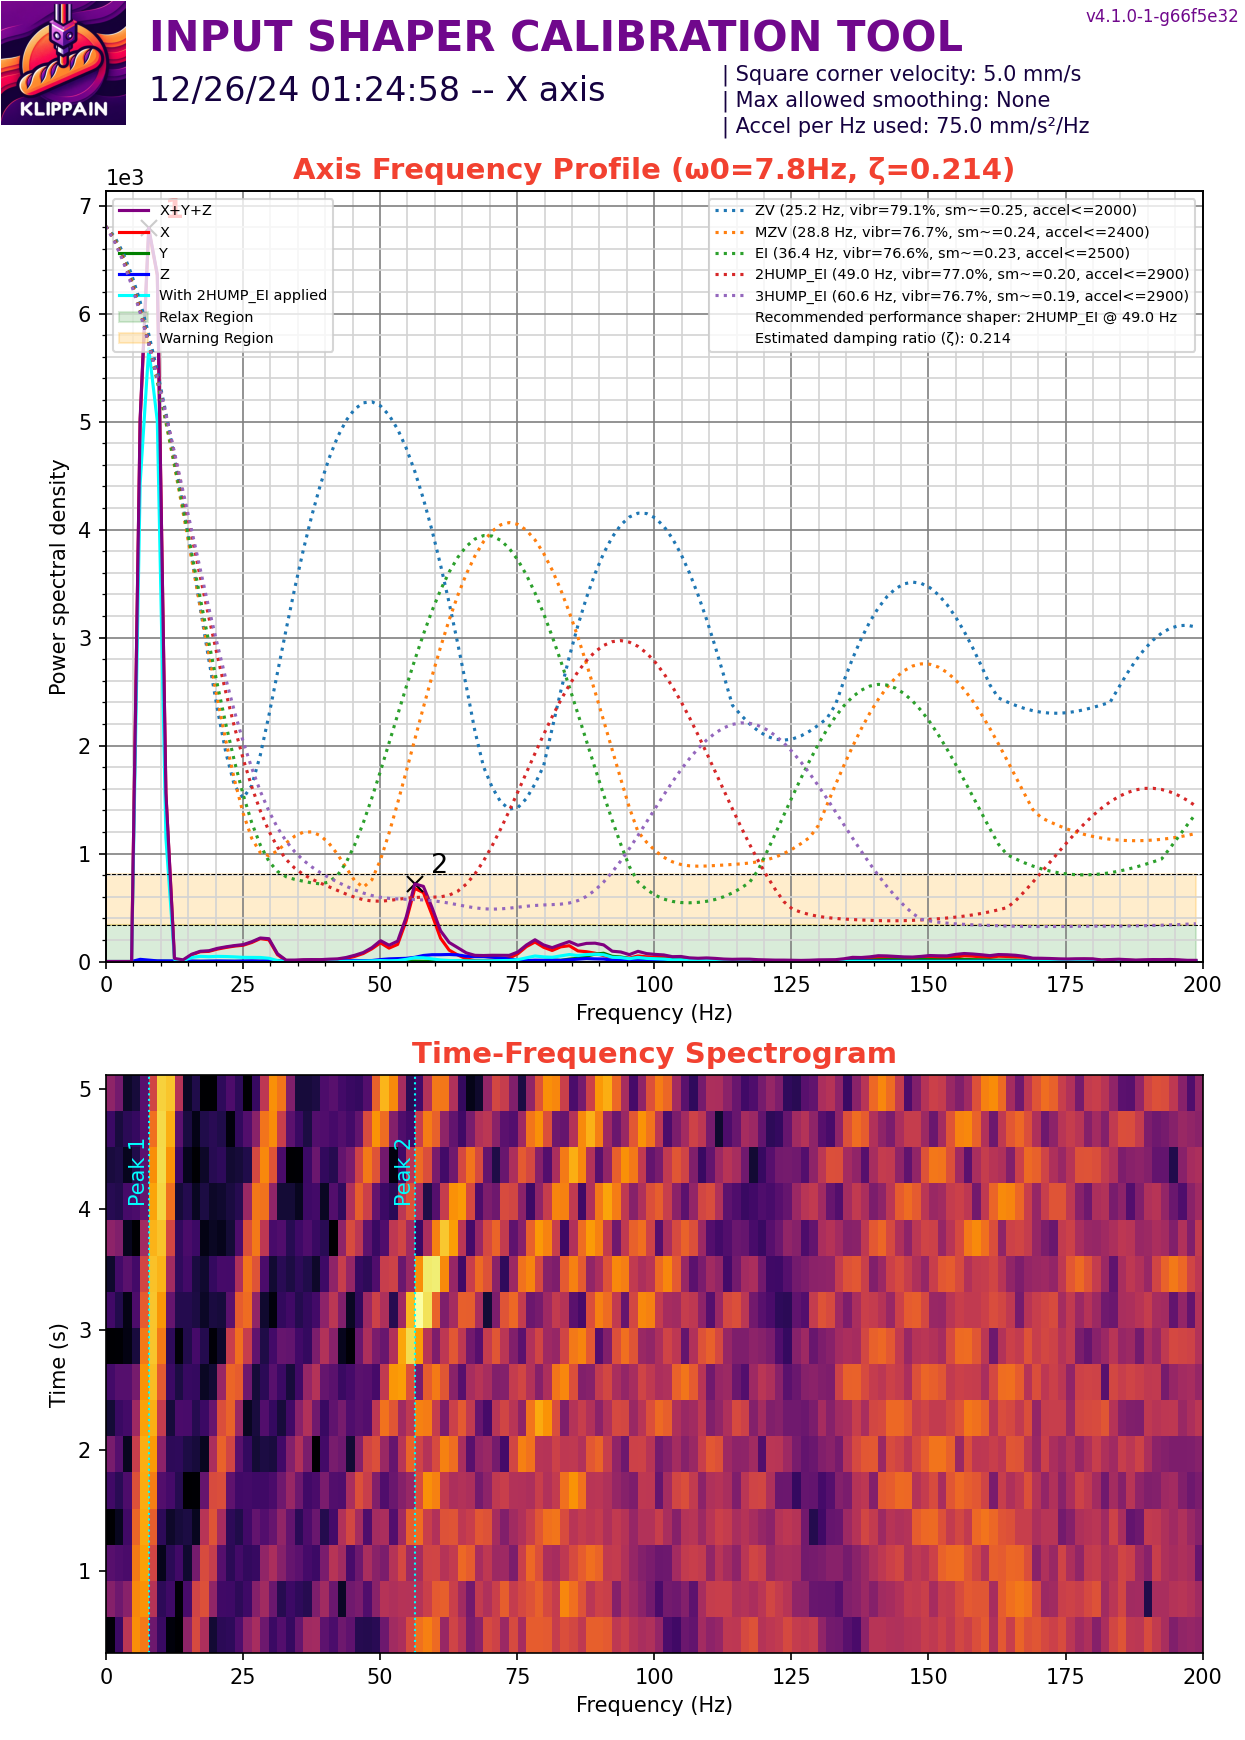 v4.1.0-1-g66f5e32
INPUT SHAPER CALIBRATION TOOL
12/26/24 01:24:58 -- X axis
| Square corner velocity: 5.0 mm/s
| Max allowed smoothing: None
| Accel per Hz used: 75.0 mm/s²/Hz
KLIPPAIN
Axis Frequency Profile (ω0=7.8Hz, ζ=0.214)
1e3
7
6
5
4
3
2
1
0
Power spectral density
1
X+Y+Z
X
Y
Z
With 2HUMP_EI applied
Relax Region
Warning Region
ZV (25.2 Hz, vibr=79.1%, sm~=0.25, accel<=2000)
MZV (28.8 Hz, vibr=76.7%, sm~=0.24, accel<=2400)
EI (36.4 Hz, vibr=76.6%, sm~=0.23, accel<=2500)
2HUMP_EI (49.0 Hz, vibr=77.0%, sm~=0.20, accel<=2900)
3HUMP_EI (60.6 Hz, vibr=76.7%, sm~=0.19, accel<=2900)
Recommended performance shaper: 2HUMP_EI @ 49.0 Hz
Estimated damping ratio (ζ): 0.214
2
0 25 50 75 100 125 150 175 200
Frequency (Hz)
Time-Frequency Spectrogram
5
4
3
2
1
Time (s)
Peak 1
Peak 2
0 25 50 75 100 125 150 175 200
Frequency (Hz)